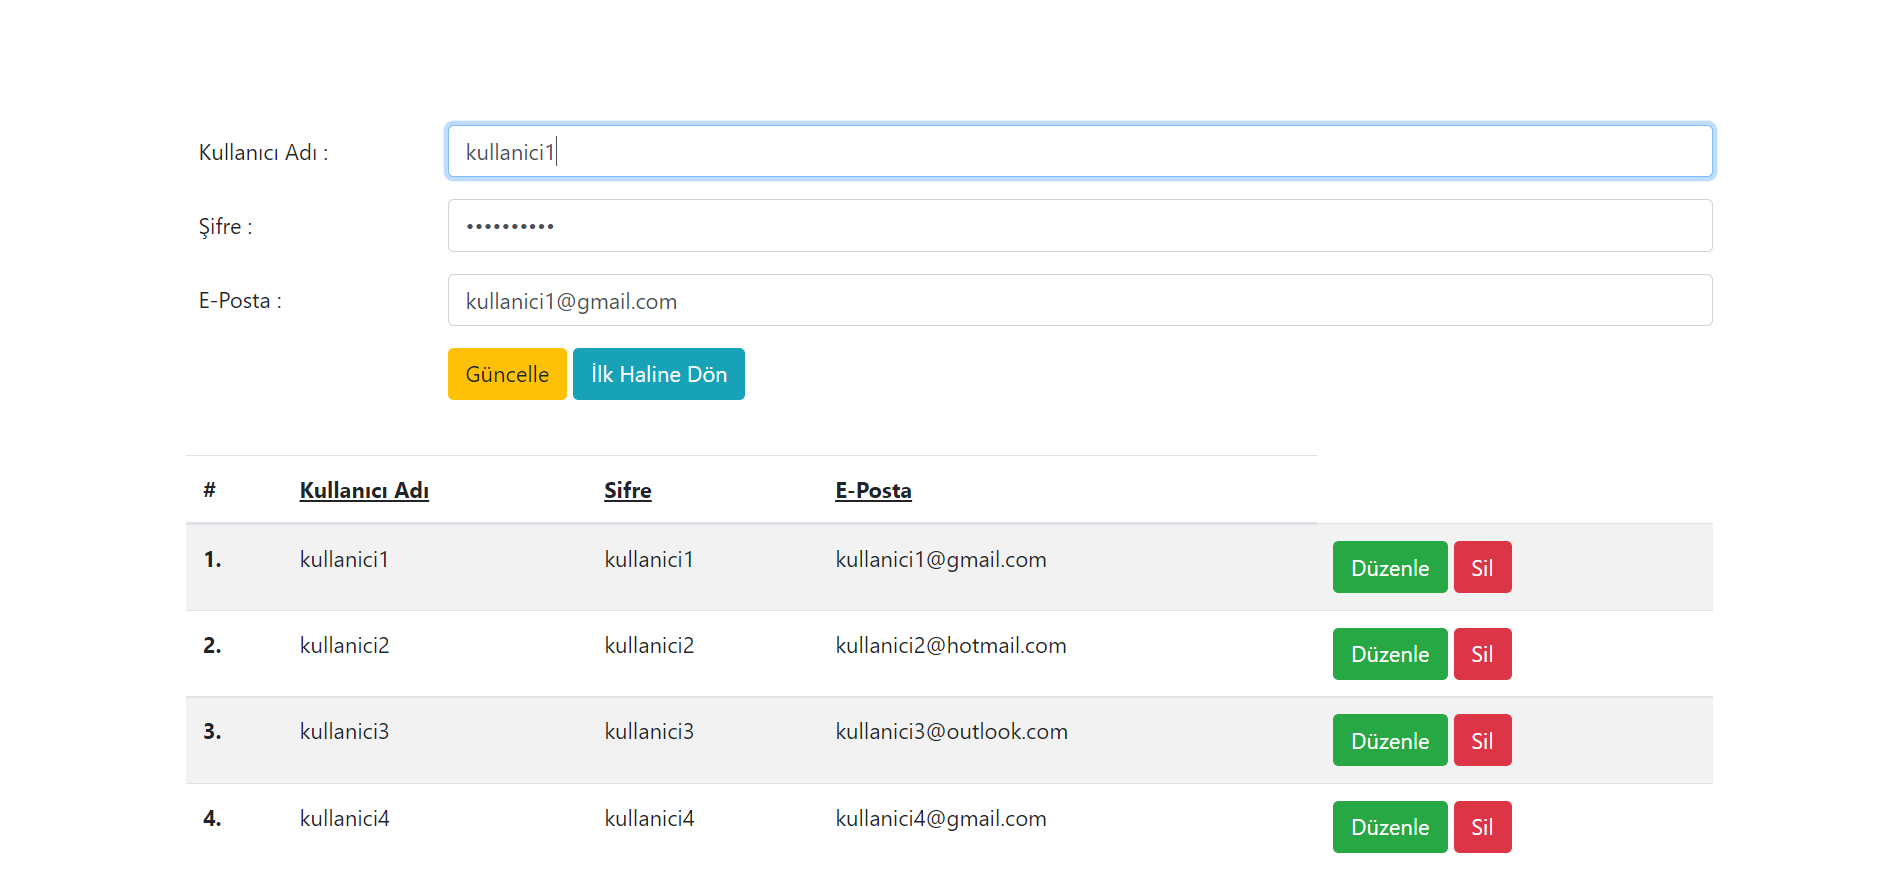 Kullanıcı Adı : kullanici1
Şifre : ••••••••••
E-Posta : kullanici1@gmail.com
Güncelle İlk Haline Dön
# Kullanıcı Adı Sifre E-Posta
1. kullanici1 kullanici1 kullanici1@gmail.com Düzenle Sil
2. kullanici2 kullanici2 kullanici2@hotmail.com Düzenle Sil
3. kullanici3 kullanici3 kullanici3@outlook.com Düzenle Sil
4. kullanici4 kullanici4 kullanici4@gmail.com Düzenle Sil